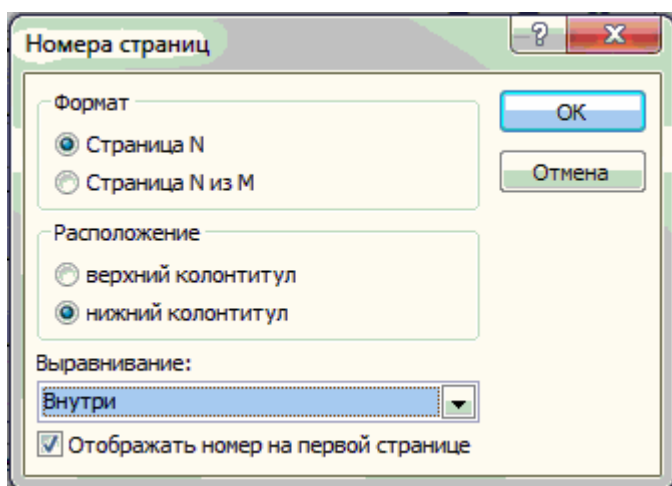 Номера страниц
Формат
Страница N
Страница N из M
ОК
Отмена
Расположение
верхний колонтитул
нижний колонтитул
Выравнивание:
Внутри
Отображать номер на первой странице